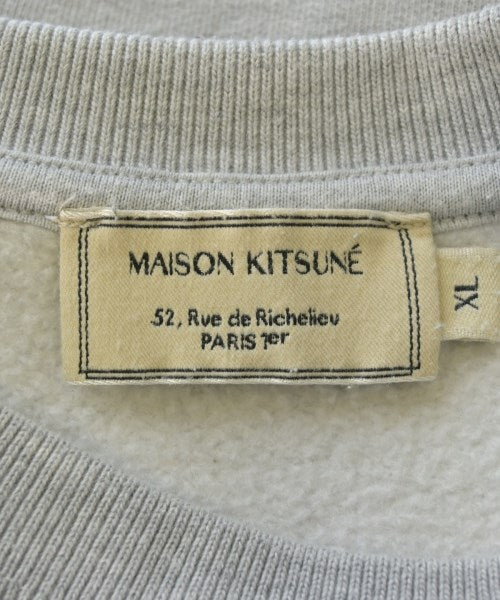 MAISON KITSUNÉ
52, Rue de Richelieu
PARIS 1er
XL